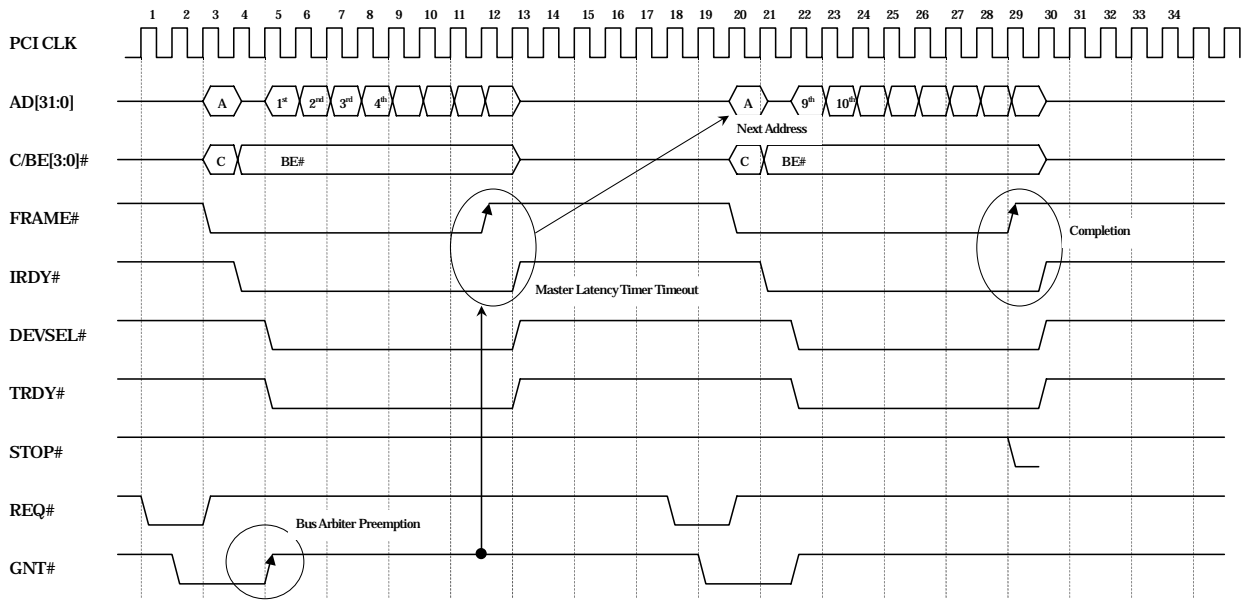 1 2 3 4 5 6 7 8 9 10 11 12 13 14 15 16 17 18 19 20 21 22 23 24 25 26 27 28 29 30 31 32 33 34
PCI CLK
AD[31:0] A 1st 2nd 3rd 4th A 9th 10th
Next Address
C/BE[3:0]# C BE# C BE#
FRAME#
Completion
IRDY#
Master Latency Timer Timeout
DEVSEL#
TRDY#
STOP#
REQ#
Bus Arbiter Preemption
GNT#